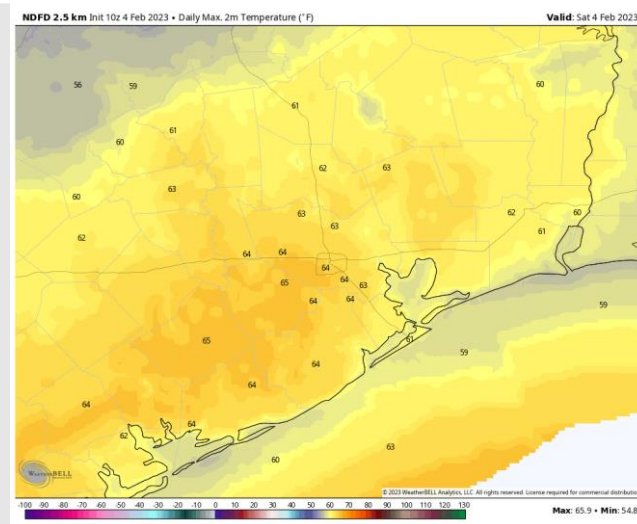 NDFD 2.5 km Init 10z 4 Feb 2023 • Daily Max. 2m Temperature (°F) Valid: Sat 4 Feb 2023
56 59 60
61
61
60
62 63
63
60
63 62 60
62 63 61
64 64
64
65 64 63
64 64
59
65 61
59
64
64
64
62 64
63
60
WeatherBELL
© 2023 WeatherBELL Analytics, LLC. All rights reserved. License required for commercial distribution
-100 -90 -80 -70 -60 -50 -40 -30 -20 -10 0 10 20 30 40 50 60 70 80 90 100 110 120 130
Max: 65.9 • Min: 54.